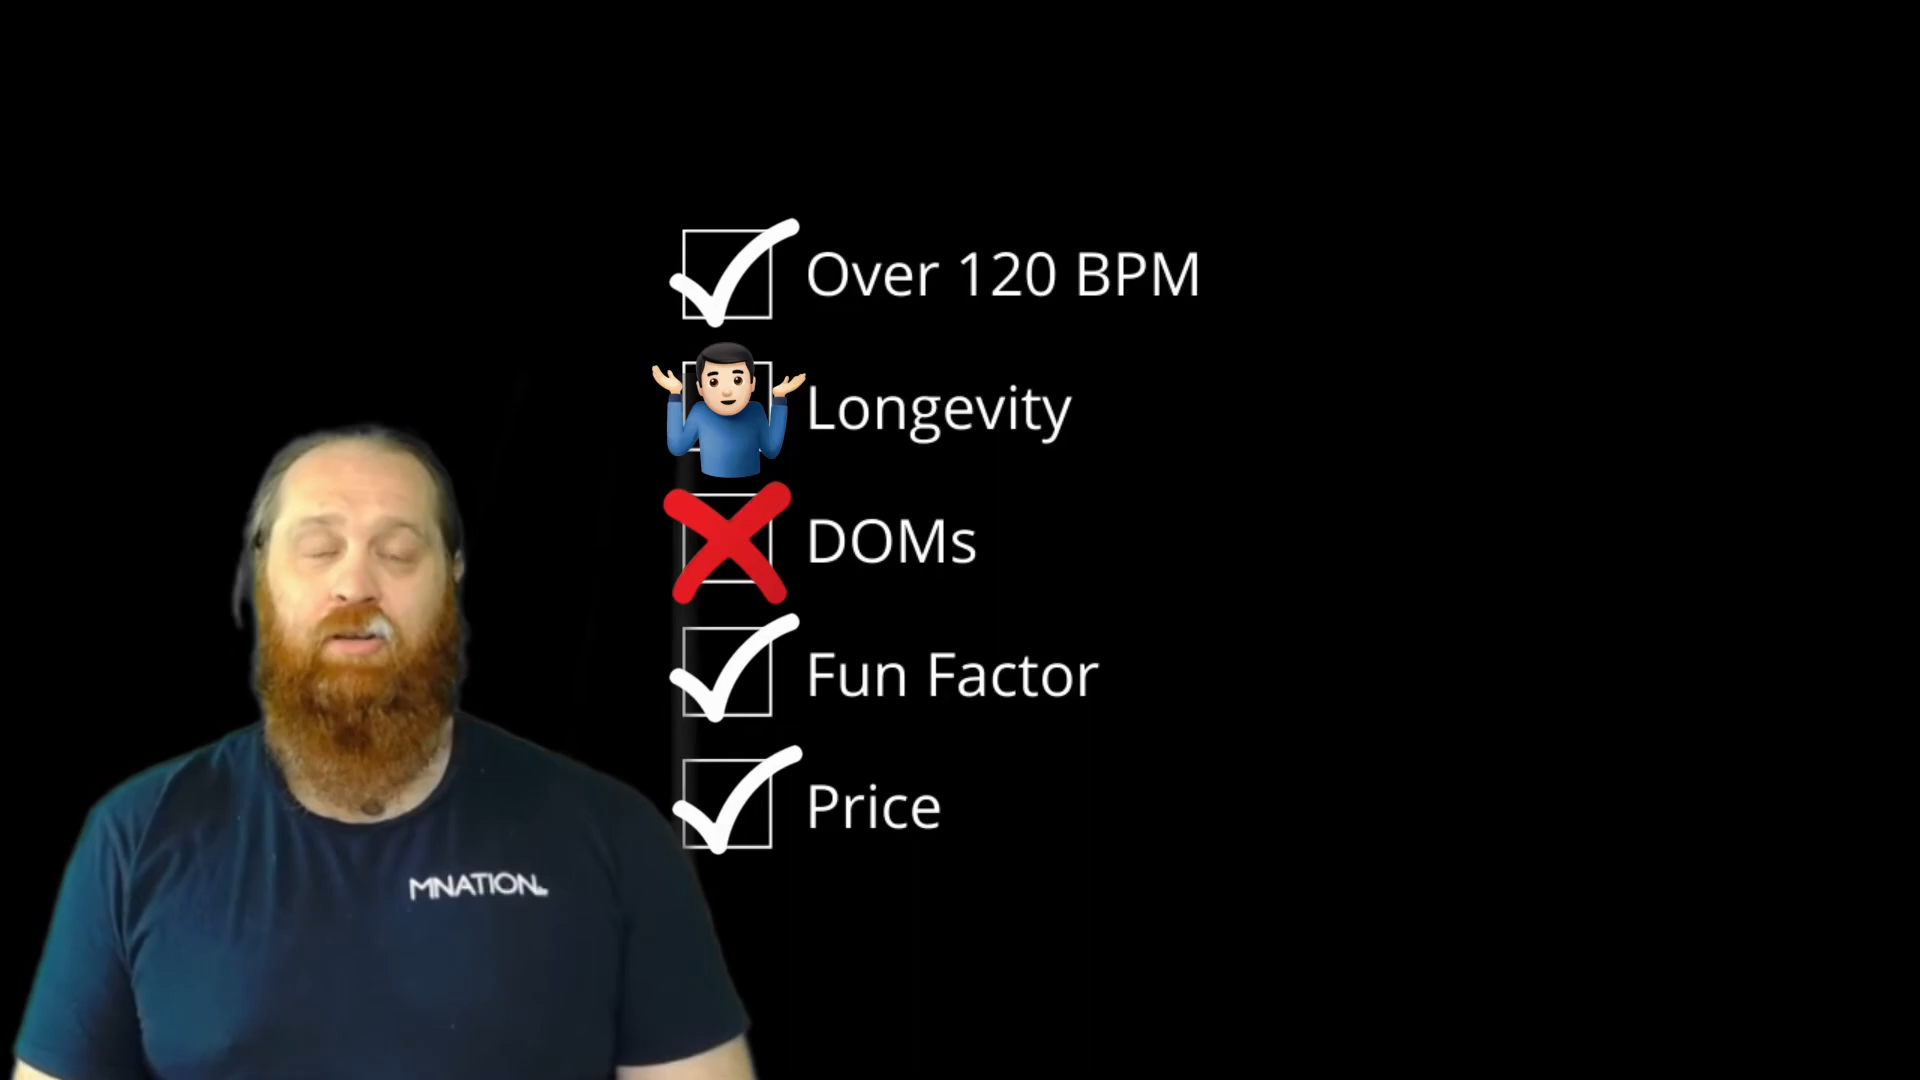 Over 120 BPM
Longevity
DOMs
Fun Factor
Price
MNATION